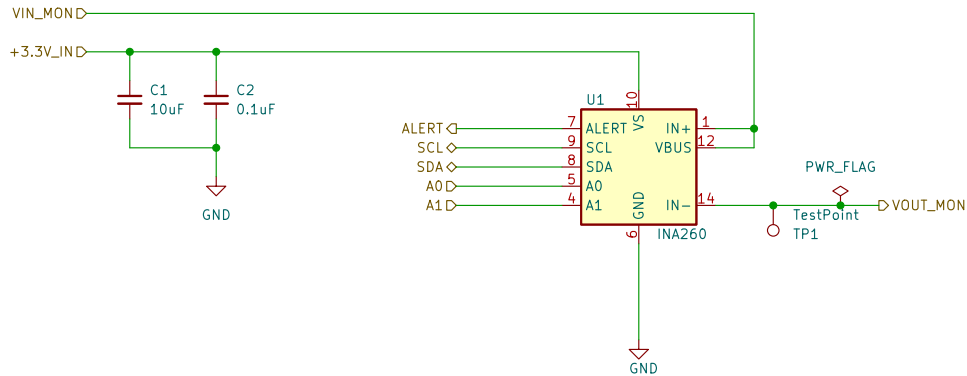 VIN_MON
+3.3V_IN
C1
10uF
C2
0.1uF
GND
U1
10
VS
ALERT 7 ALERT IN+ 1
SCL 9 SCL VBUS 12
SDA 8 SDA
A0 5 A0
A1 4 A1 IN- 14
GND
6
INA260
PWR_FLAG
VOUT_MON
TestPoint
TP1
GND